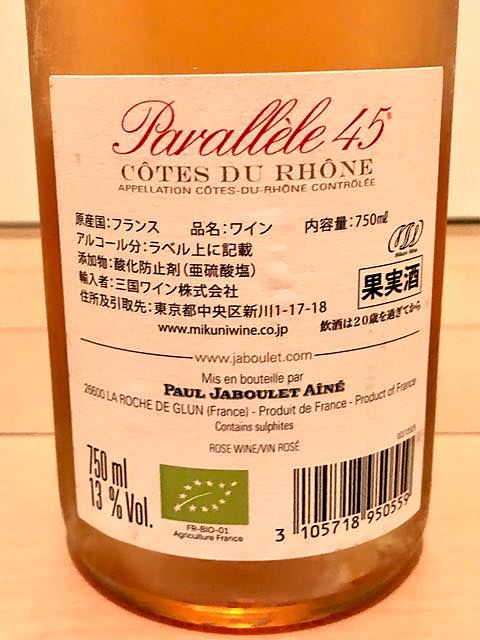 Parallèle 45®
CÔTES DU RHÔNE
APPELLATION CÔTES-DU-RHÔNE CONTRÔLÉE
原産国:フランス 品名:ワイン 内容量:750mℓ
アルコール分:ラベル上に記載
添加物:酸化防止剤(亜硫酸塩)
輸入者:三国ワイン株式会社
住所及引取先:東京都中央区新川1-17-18
www.mikuniwine.co.jp
Mikuni Wine
果実酒
飲酒は20歳を過ぎてから
www.jaboulet.com
Mis en bouteille par
PAUL JABOULET AÎNÉ
26600 LA ROCHE DE GLUN (France) - Produit de France - Product of France
Contains sulphites
ROSE WINE/VIN ROSÉ
750 ml
13 % Vol.
FR-BIO-01
Agriculture France
3 105718 950559